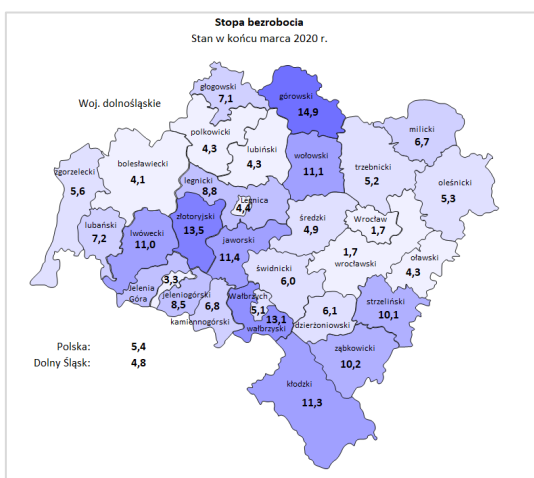 Stopa bezrobocia
Stan w końcu marca 2020 r.
Woj. dolnośląskie
głogowski
7,1
górowski
14,9
milicki
6,7
polkowicki
4,3
lubiński
4,3
wołowski
11,1
trzebnicki
5,2
bolesławiecki
4,1
zgorzelecki
5,6
legnicki
8,8
Legnica
4,4
oleśnicki
5,3
lubański
7,2
lwówecki
11,0
złotoryjski
13,5
średzki
4,9
Wrocław
1,7
jaworski
11,4
1,7
wrocławski
oławski
4,3
świdnicki
6,0
3,3
Jelenia
Góra
jeleniogórski
8,5
6,8
kamiennogórski
Wałbrzych
5,1
13,1
wałbrzyski
6,1
dzierżoniowski
strzeliński
10,1
ząbkowicki
10,2
Polska: 5,4
Dolny Śląsk: 4,8
kłodzki
11,3